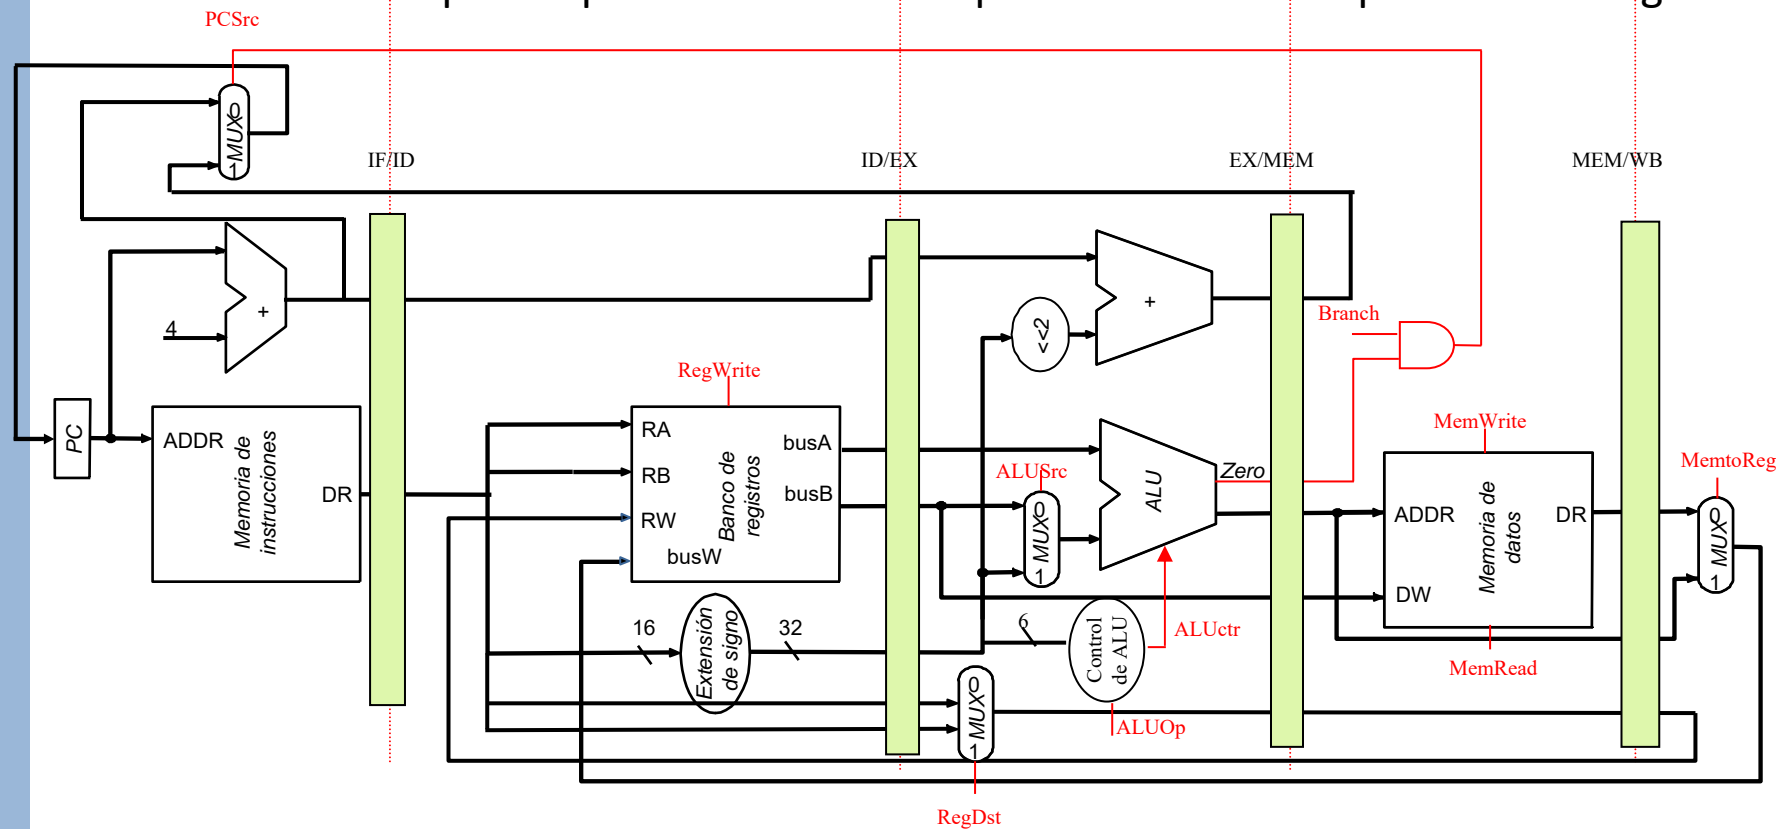 PCSrc
0
MUX
1
IF/ID
ID/EX
EX/MEM
MEM/WB
+
4
<<2
+
Branch
PC
ADDR
Memoria de
instrucciones
DR
RegWrite
RA
RB
RW
busW
Banco de
registros
busA
busB
ALUSrc
0
MUX
1
ALU
Zero
MemWrite
ADDR
DW
Memoria de
datos
DR
MemRead
MemtoReg
0
MUX
1
16
Extensión
de signo
32
6
Control
de ALU
ALUctr
ALUOp
0
MUX
1
RegDst